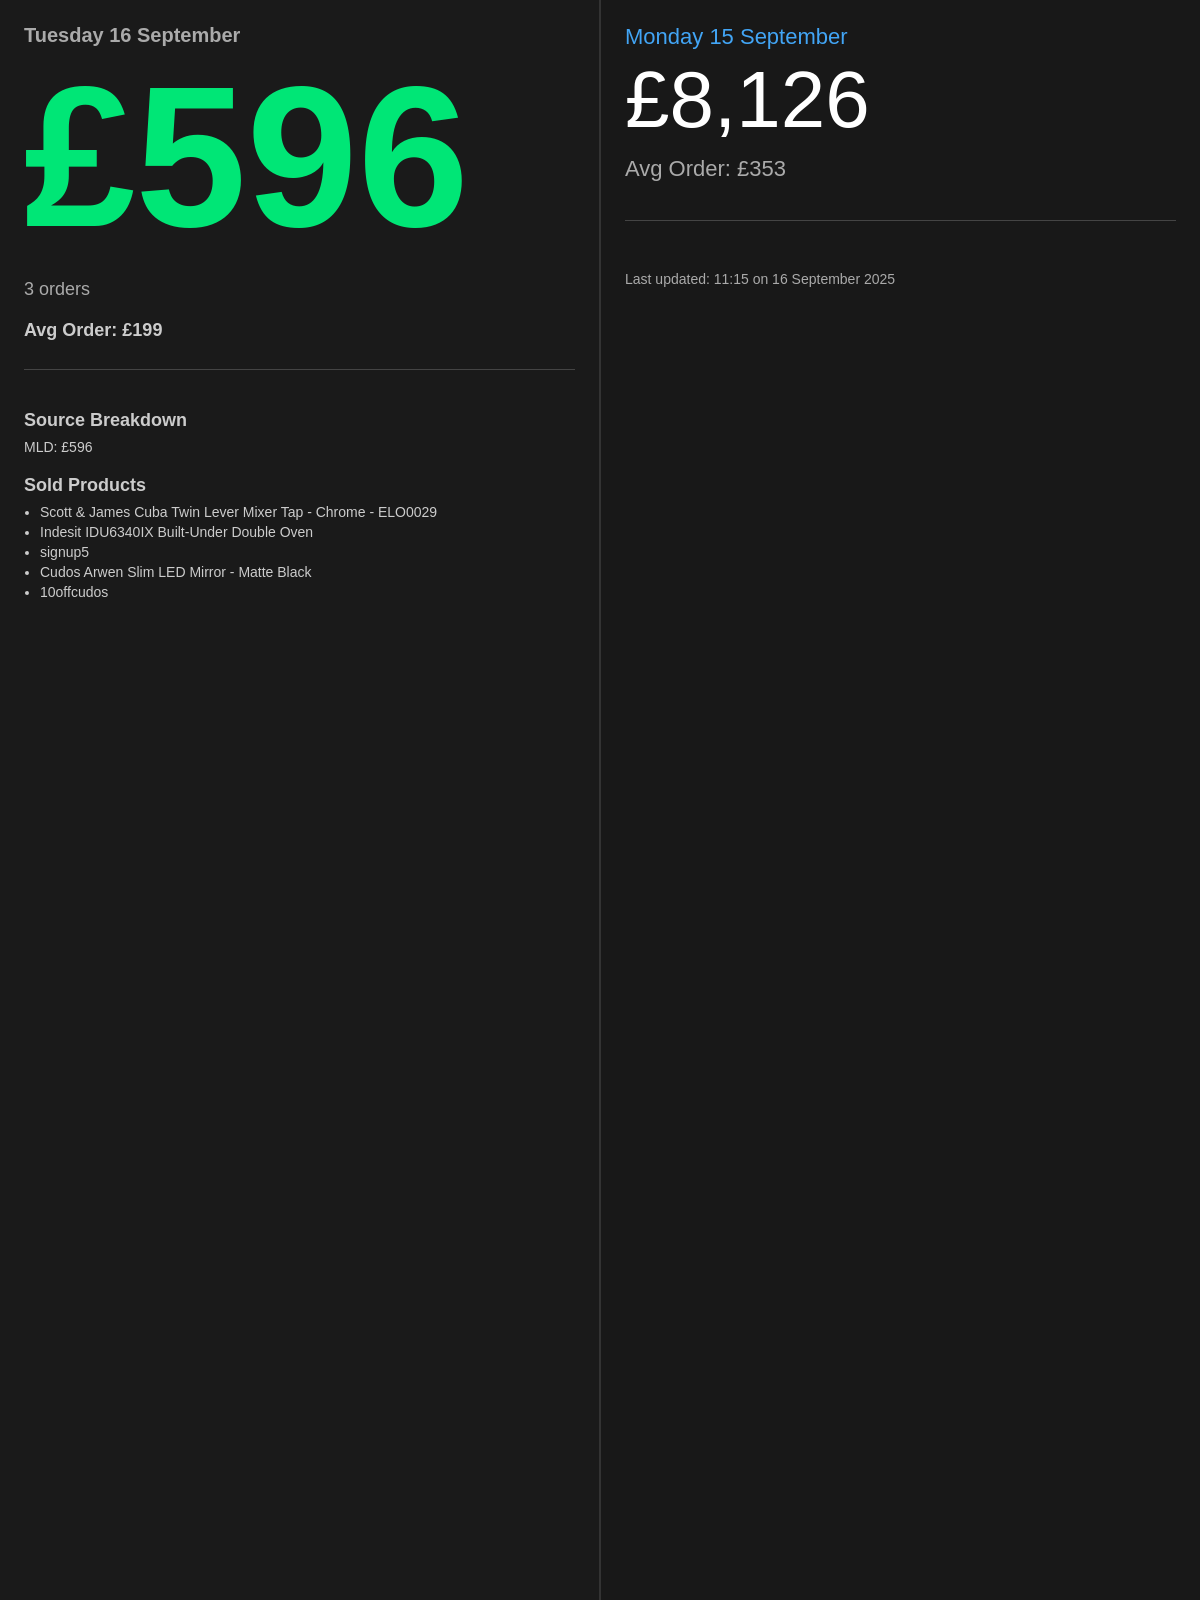 Tuesday 16 September
£596
3 orders
Avg Order: £199
Source Breakdown
MLD: £596
Sold Products
Scott & James Cuba Twin Lever Mixer Tap - Chrome - ELO0029
Indesit IDU6340IX Built-Under Double Oven
signup5
Cudos Arwen Slim LED Mirror - Matte Black
10offcudos
Monday 15 September
£8,126
Avg Order: £353
Last updated: 11:15 on 16 September 2025